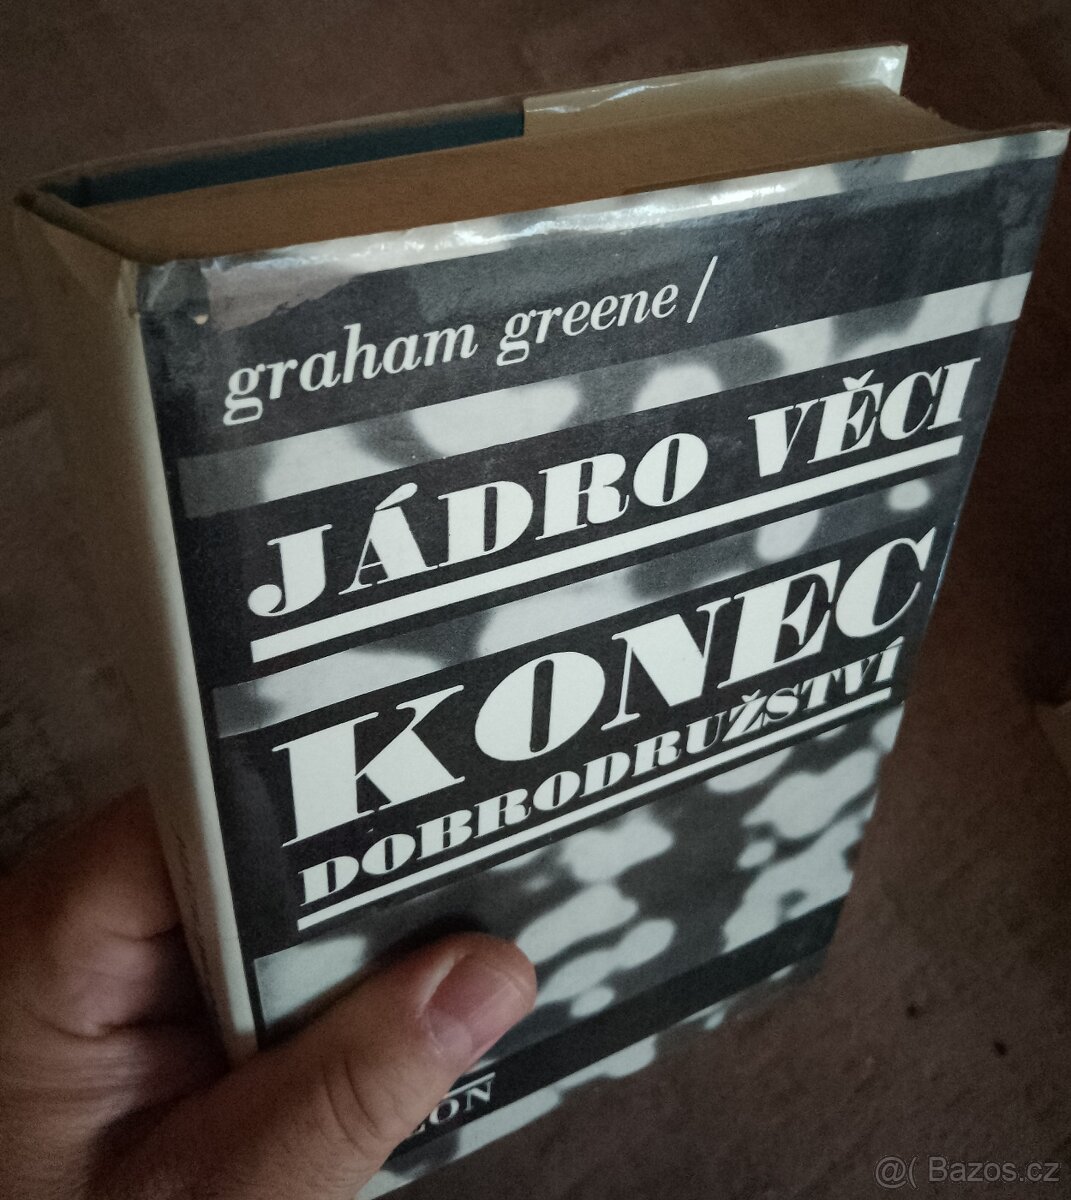 graham greene/
JÁDRO VĚCI
KONEC
DOBRODRUŽSTVÍ
@( Bazos.cz